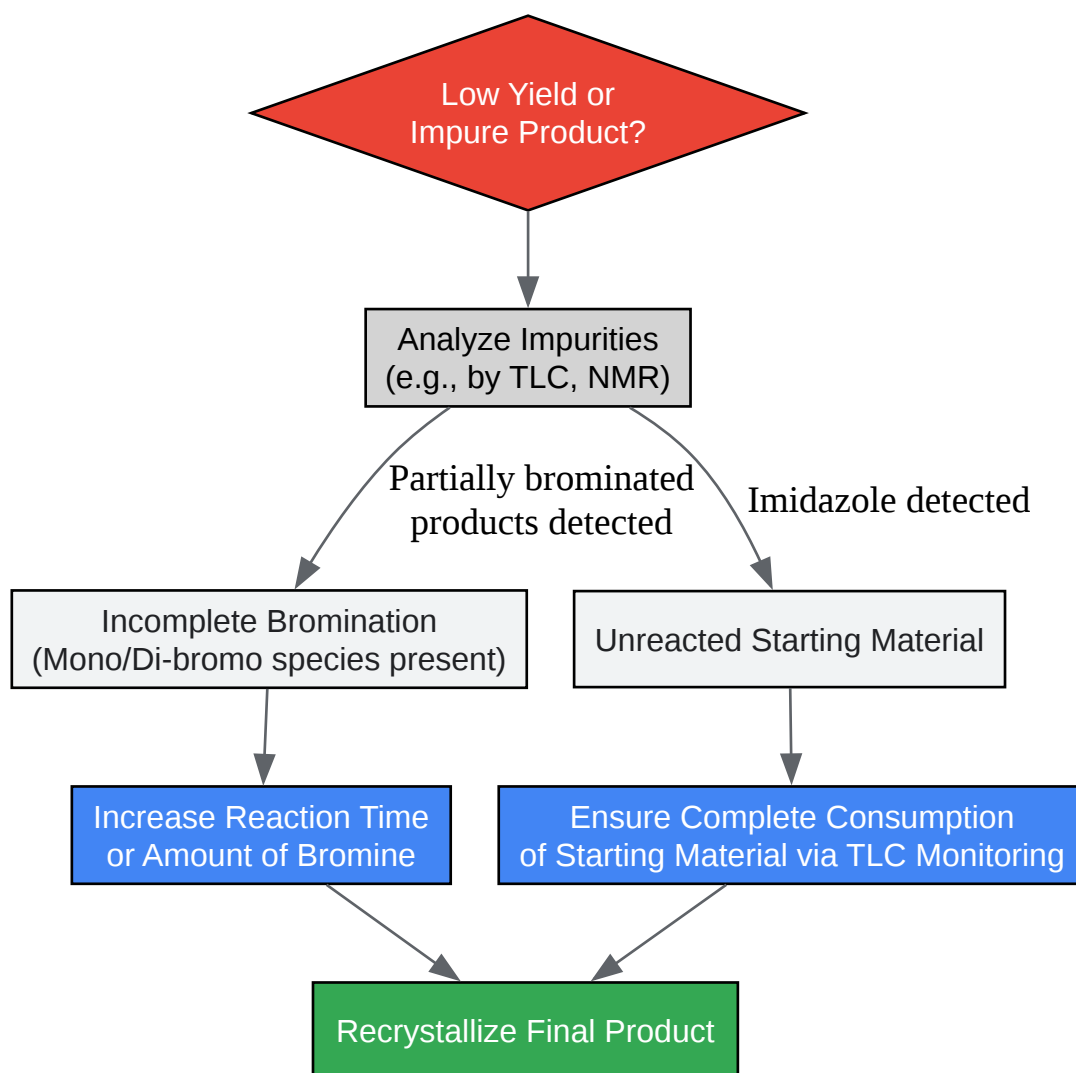 Low Yield or
Impure Product?
Analyze Impurities
(e.g., by TLC, NMR)
Partially brominated
products detected
Imidazole detected
Incomplete Bromination
(Mono/Di-bromo species present)
Unreacted Starting Material
Increase Reaction Time
or Amount of Bromine
Ensure Complete Consumption
of Starting Material via TLC Monitoring
Recrystallize Final Product